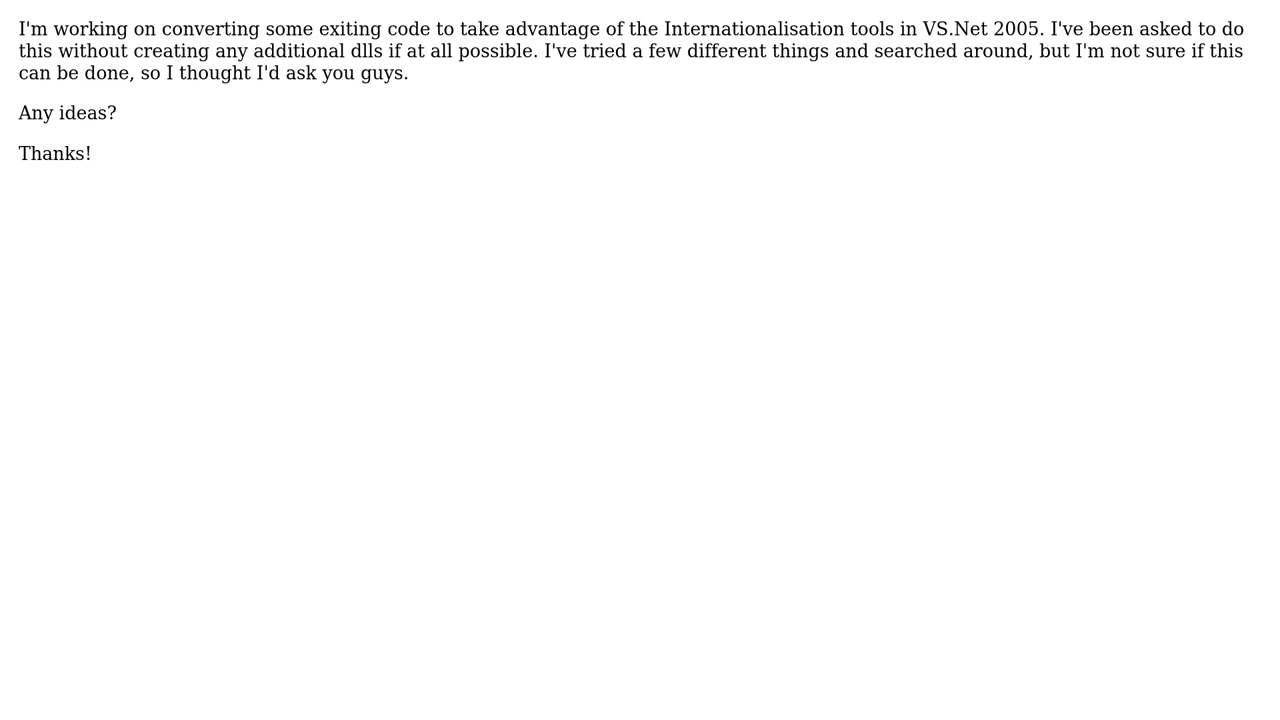 I'm working on converting some exiting code to take advantage of the Internationalisation tools in VS.Net 2005. I've been asked to do
this without creating any additional dlls if at all possible. I've tried a few different things and searched around, but I'm not sure if this
can be done, so I thought I'd ask you guys.
Any ideas?
Thanks!